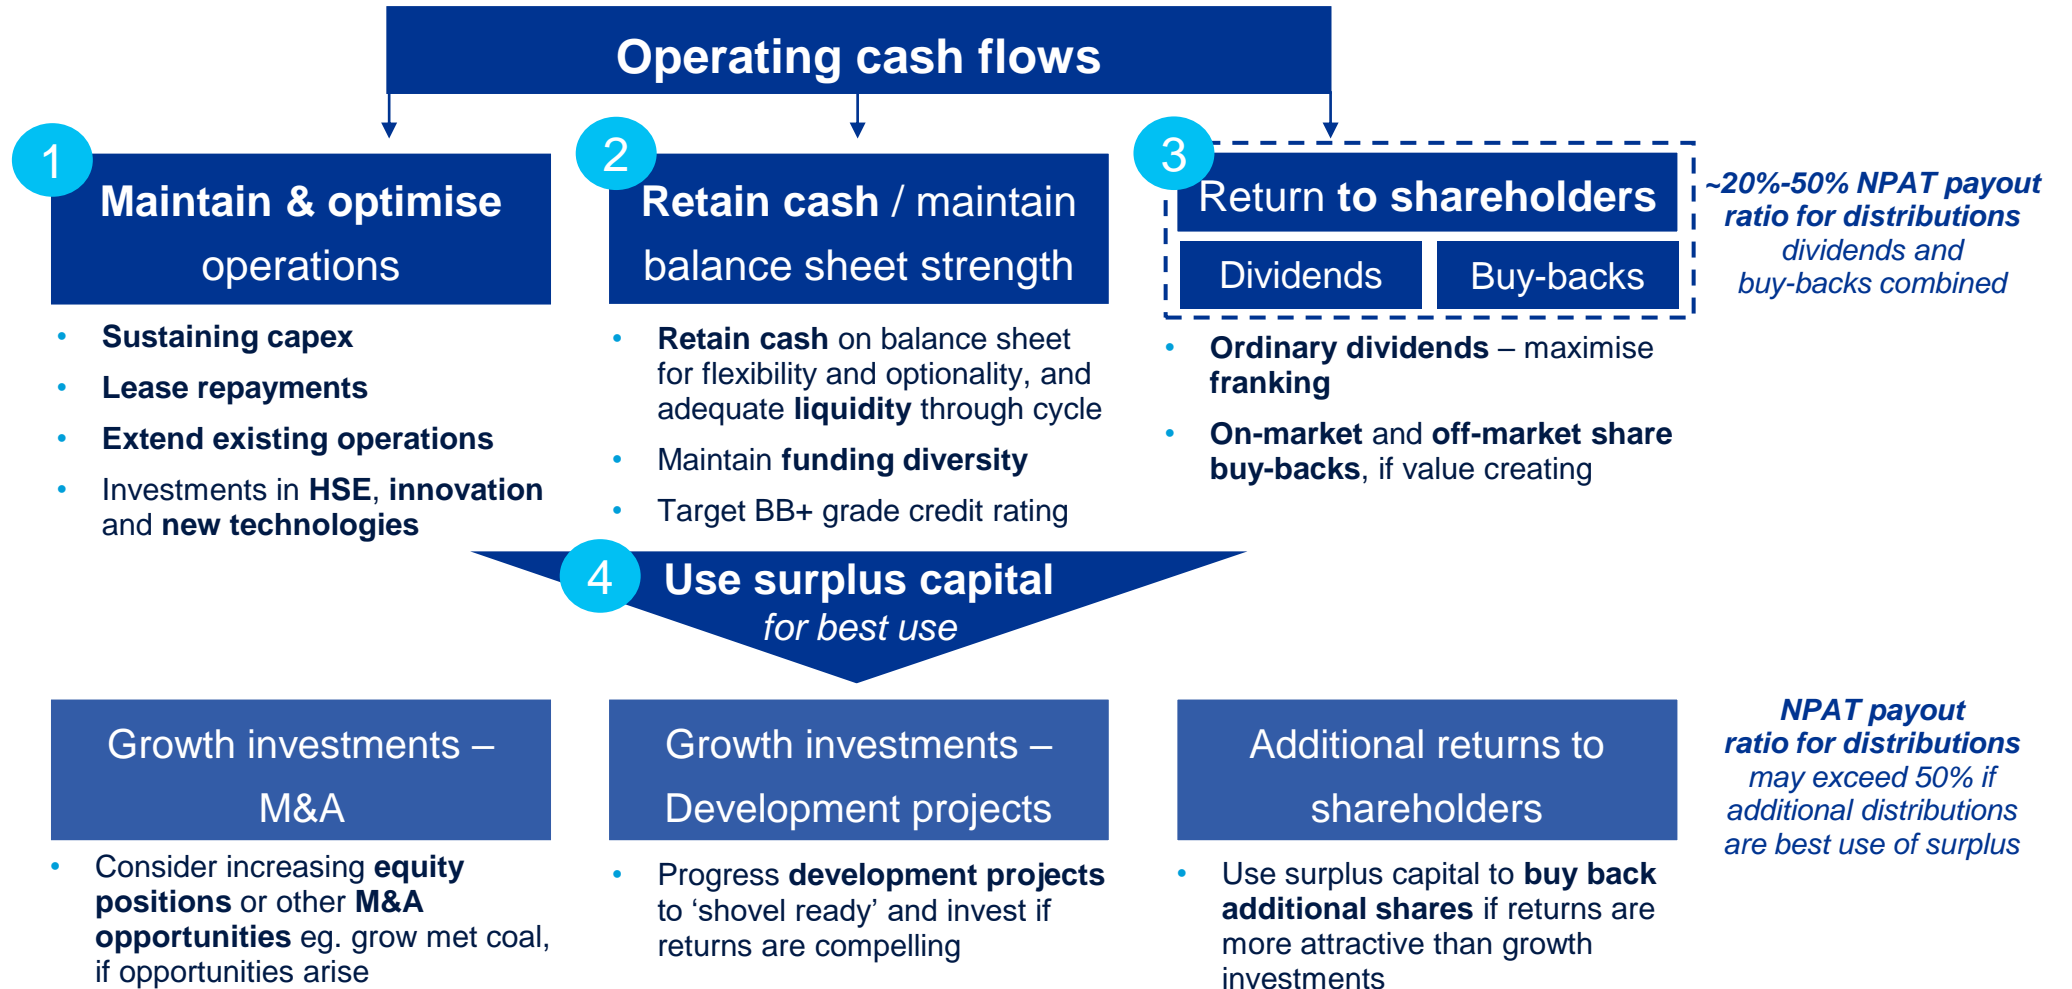 Operating cash flows
1
Maintain & optimise
operations
• Sustaining capex
• Lease repayments
• Extend existing operations
• Investments in HSE, innovation
and new technologies
2
Retain cash / maintain
balance sheet strength
• Retain cash on balance sheet
for flexibility and optionality, and
adequate liquidity through cycle
• Maintain funding diversity
• Target BB+ grade credit rating
3
Return to shareholders
Dividends
Buy-backs
~20%-50% NPAT payout
ratio for distributions
dividends and
buy-backs combined
• Ordinary dividends – maximise
franking
• On-market and off-market share
buy-backs, if value creating
4
Use surplus capital
for best use
Growth investments –
M&A
• Consider increasing equity
positions or other M&A
opportunities eg. grow met coal,
if opportunities arise
Growth investments –
Development projects
• Progress development projects
to ‘shovel ready’ and invest if
returns are compelling
Additional returns to
shareholders
• Use surplus capital to buy back
additional shares if returns are
more attractive than growth
investments
NPAT payout
ratio for distributions
may exceed 50% if
additional distributions
are best use of surplus